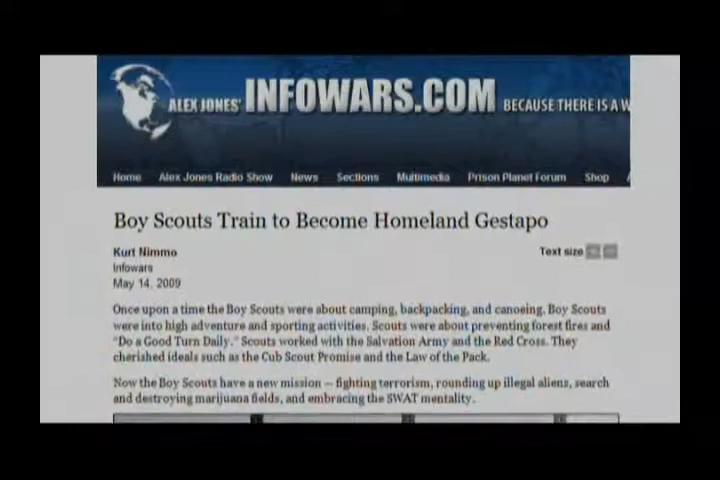 ALEX JONES' INFOWARS.COM BECAUSE THERE IS A W
Home Alex Jones Radio Show News Sections Multimedia Prison Planet Forum Shop
Boy Scouts Train to Become Homeland Gestapo
Kurt Nimmo Text size
Infowars
May 14, 2009
Once upon a time the Boy Scouts were about camping, backpacking, and canoeing. Boy Scouts
were into high adventure and sporting activities. Scouts were about preventing forest fires and
“Do a Good Turn Daily.” Scouts worked with the Salvation Army and the Red Cross. They
cherished ideals such as the Cub Scout Promise and the Law of the Pack.
Now the Boy Scouts have a new mission — fighting terrorism, rounding up illegal aliens, search
and destroying marijuana fields, and embracing the SWAT mentality.